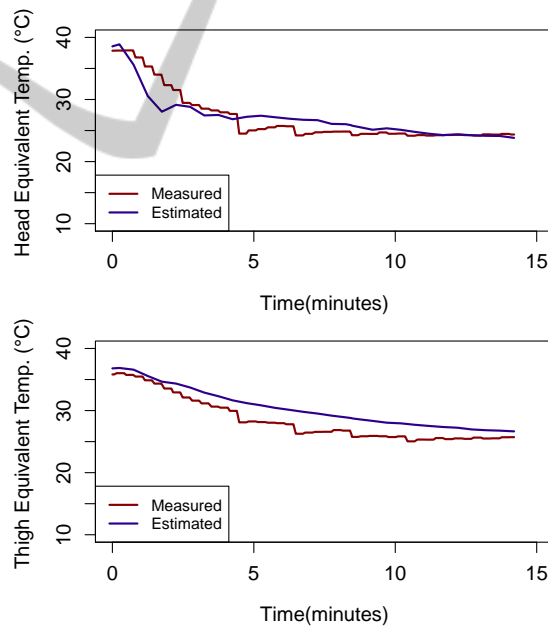 Head Equivalent Temp. (°C)
40
30
20
10
Measured
Estimated
0
5
10
15
Time(minutes)
Thigh Equivalent Temp. (°C)
40
30
20
10
Measured
Estimated
0
5
10
15
Time(minutes)